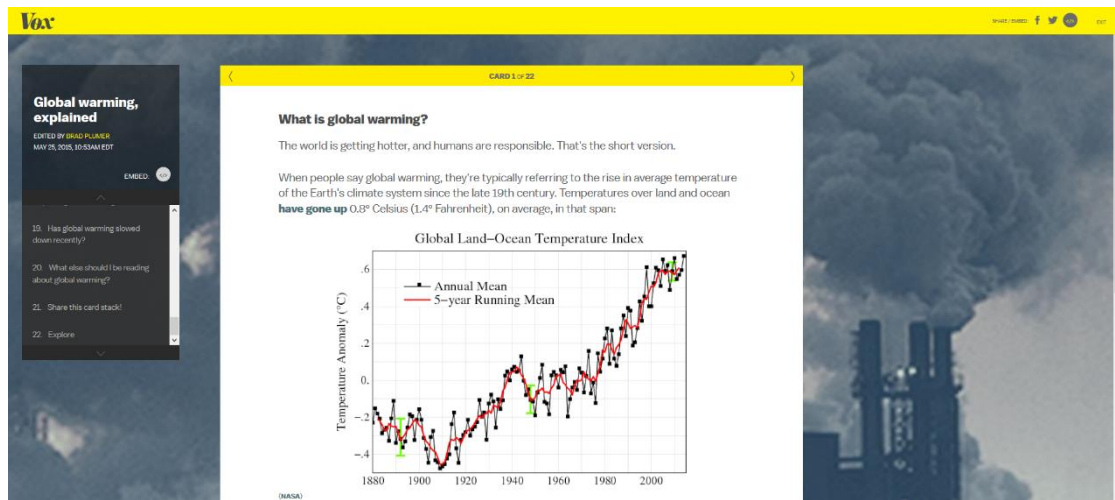 Vox
SHARE / EMBED
EXIT
Global warming,
explained
EDITED BY BRAD PLUMER
MAY 25, 2015, 10:53AM EDT
EMBED:
19. Has global warming slowed
down recently?
20. What else should I be reading
about global warming?
21. Share this card stack!
22. Explore
CARD 1 OF 22
What is global warming?
The world is getting hotter, and humans are responsible. That's the short version.
When people say global warming, they're typically referring to the rise in average temperature
of the Earth's climate system since the late 19th century. Temperatures over land and ocean
have gone up 0.8° Celsius (1.4° Fahrenheit), on average, in that span:
Global Land–Ocean Temperature Index
Annual Mean
5–year Running Mean
Temperature Anomaly (°C)
.6
.4
.2
0.
–.2
–.4
1880 1900 1920 1940 1960 1980 2000
(NASA)